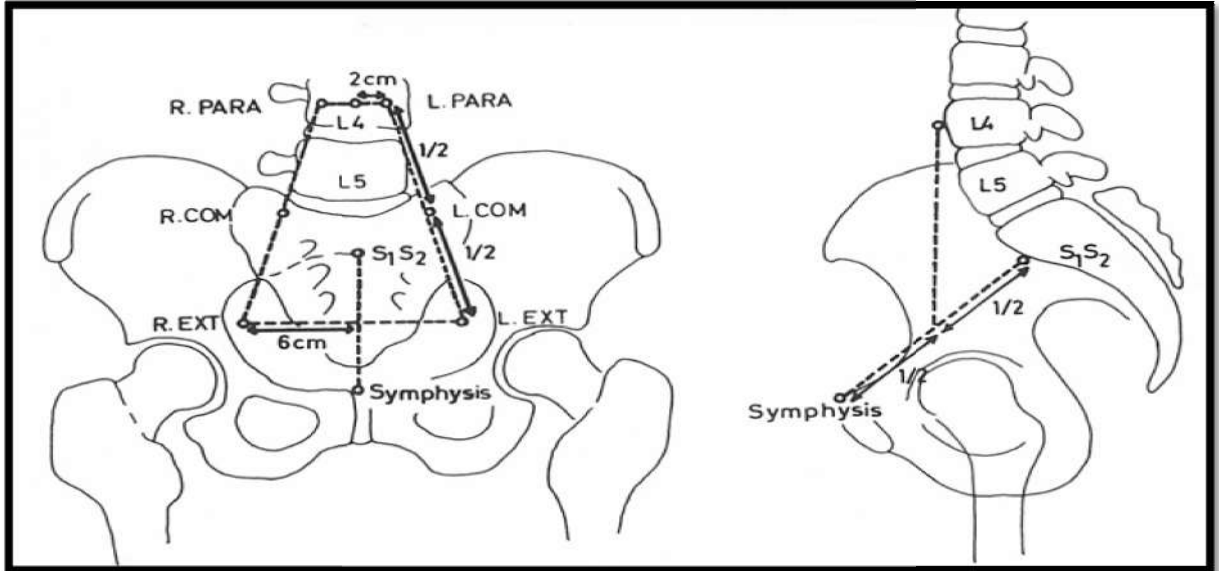 2cm
R. PARA
L. PARA
L4
1/2
L5
R.COM
L. COM
1/2
S₁S₂
R. EXT
L. EXT
6cm
Symphysis
L4
L5
S₁S₂
1/2
1/2
Symphysis